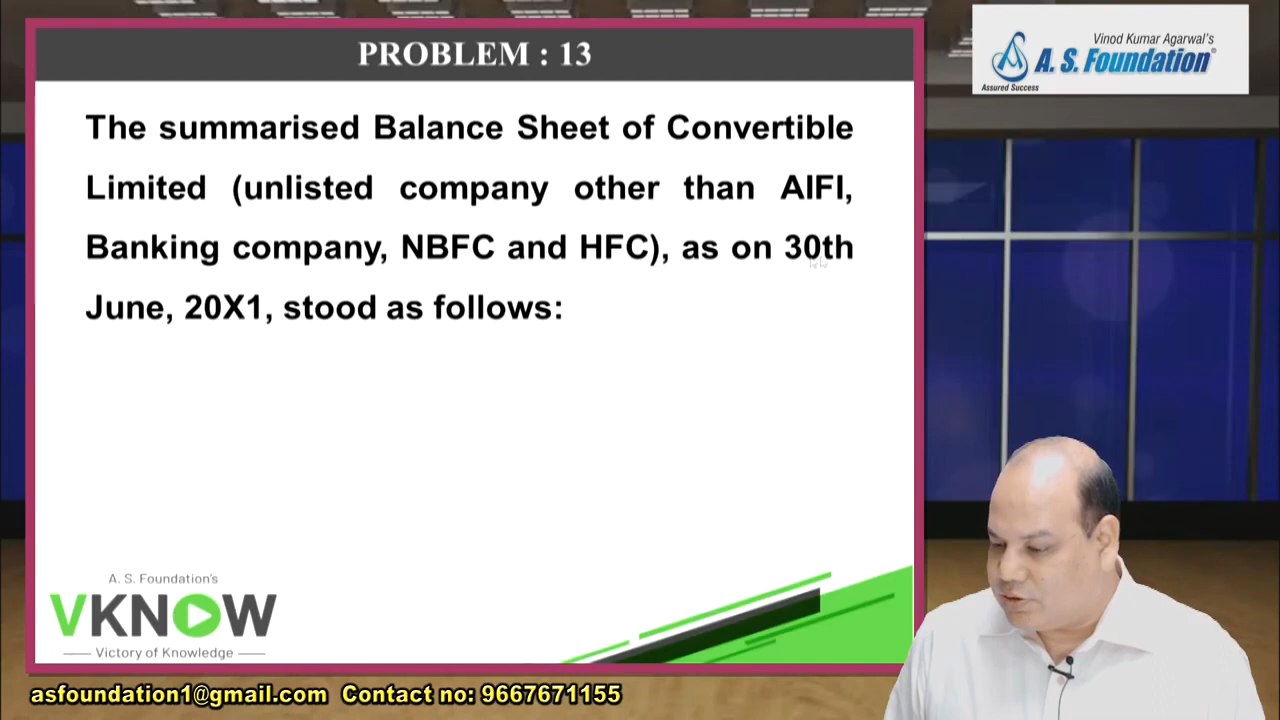 PROBLEM : 13
Vinod Kumar Agarwal's
A. S. Foundation®
Assured Success
The summarised Balance Sheet of Convertible
Limited (unlisted company other than AIFI,
Banking company, NBFC and HFC), as on 30th
June, 20X1, stood as follows:
A. S. Foundation's
VKNOW
Victory of Knowledge
asfoundation1@gmail.com Contact no: 9667671155